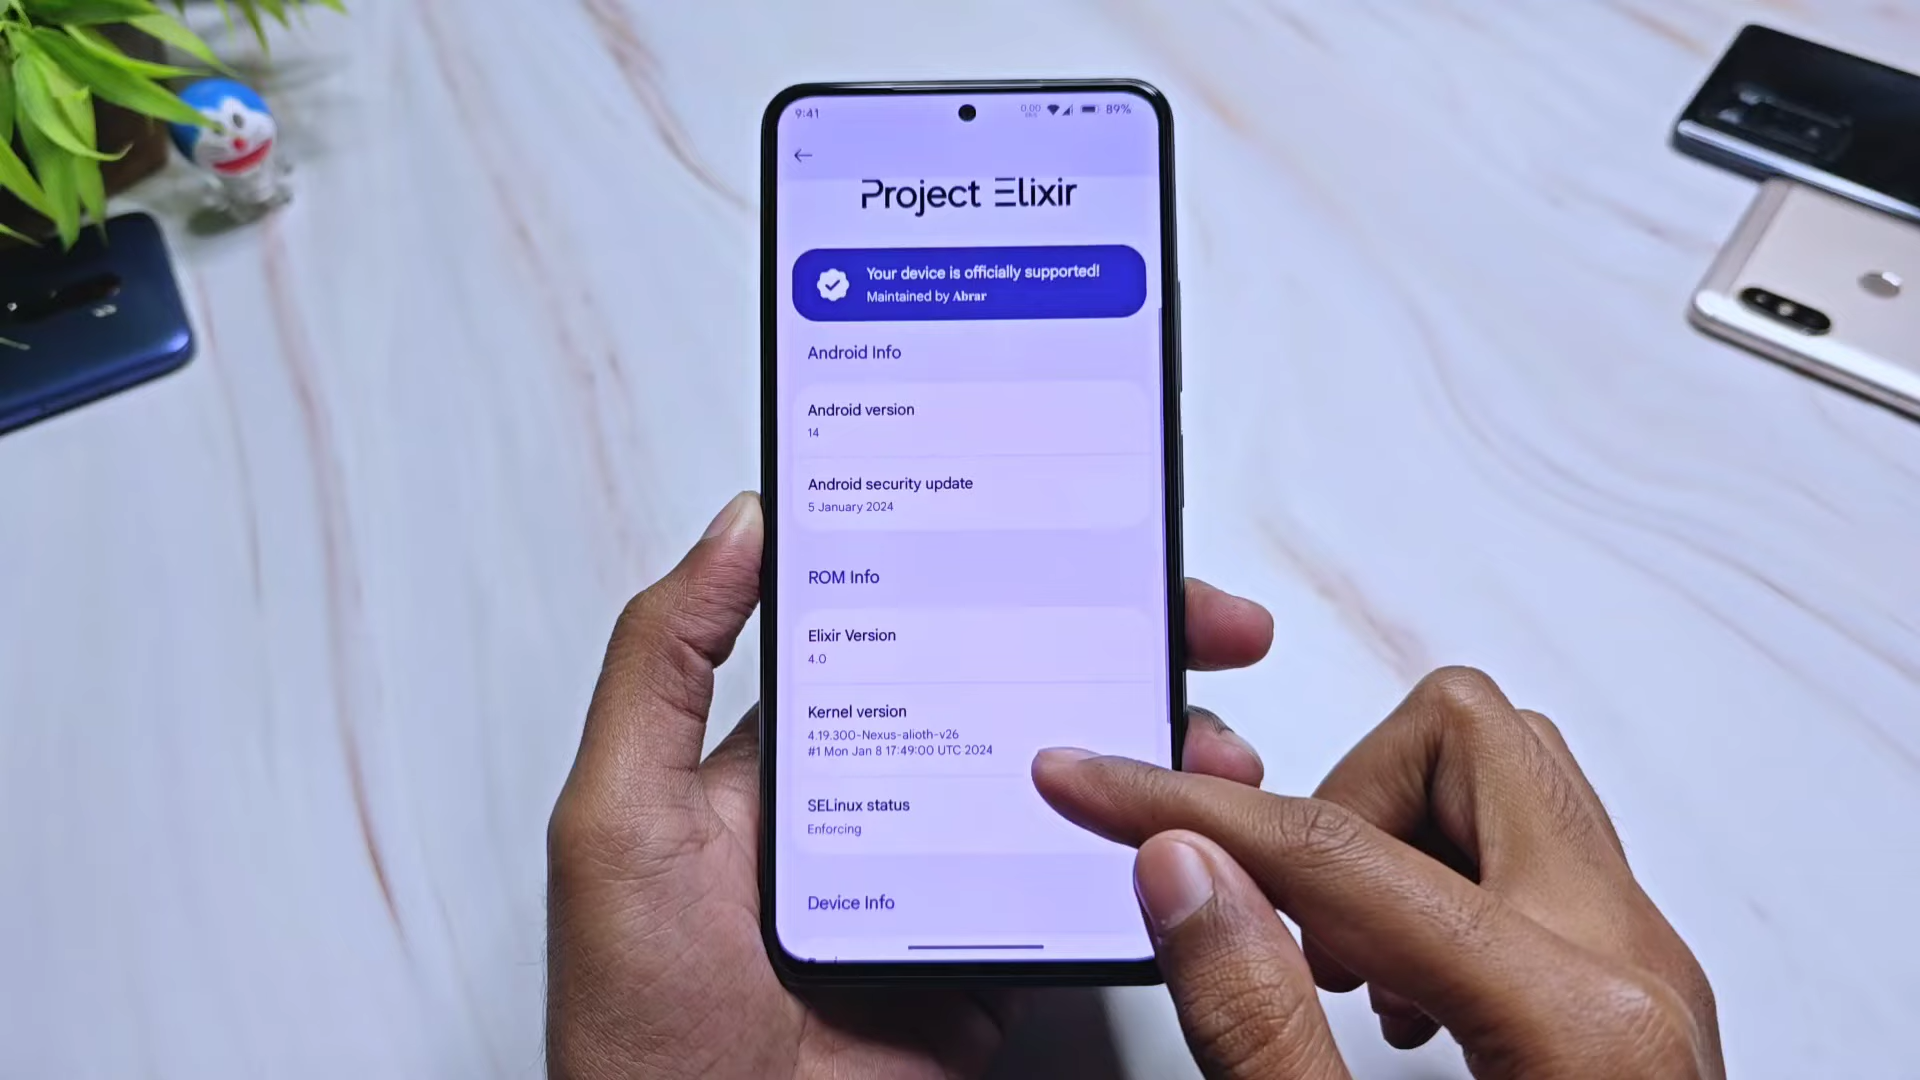 9:41
0.00
89%
Project Elixir
Your device is officially supported!
Maintained by Abrar
Android Info
Android version
14
Android security update
5 January 2024
ROM Info
Elixir Version
4.0
Kernel version
4.19.300-Nexus-alioth-v26
#1 Mon Jan 8 17:49:00 UTC 2024
SELinux status
Enforcing
Device Info